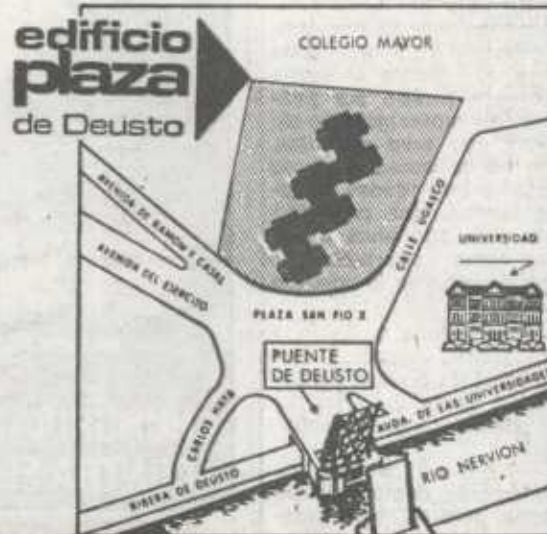 edificio
plaza
de Deusto
COLEGIO MAYOR
AVENIDA DE RAMON Y CAJAL
AVENIDA DEL EJERCITO
CALLE UGASCO
UNIVERSIDAD
PLAZA SAN PIO X
PUENTE
DE DEUSTO
CARLOS HAYA
AVDA. DE LAS UNIVERSIDADES
RIBERA DE DEUSTO
RIO NERVION